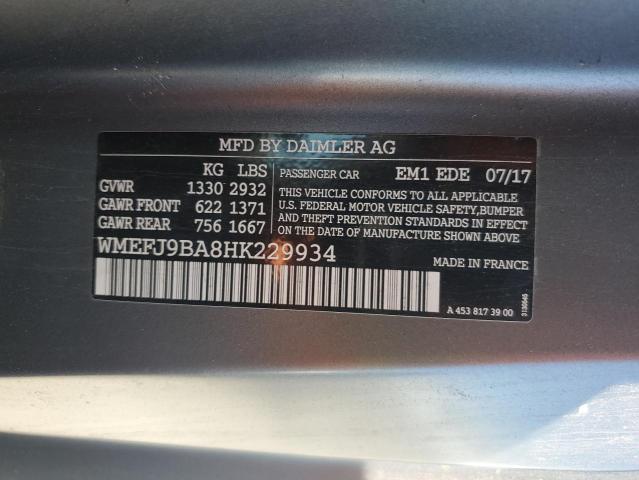 MFD BY DAIMLER AG
KG LBS
GVWR 1330 2932
GAWR FRONT 622 1371
GAWR REAR 756 1667
PASSENGER CAR EM1 EDE 07/17
THIS VEHICLE CONFORMS TO ALL APPLICABLE
U.S. FEDERAL MOTOR VEHICLE SAFETY, BUMPER
AND THEFT PREVENTION STANDARDS IN EFFECT
ON THE DATE OF MANUFACTURE SHOWN ABOVE.
WMEFJ9BA8HK229934
MADE IN FRANCE
A 453 817 39 00